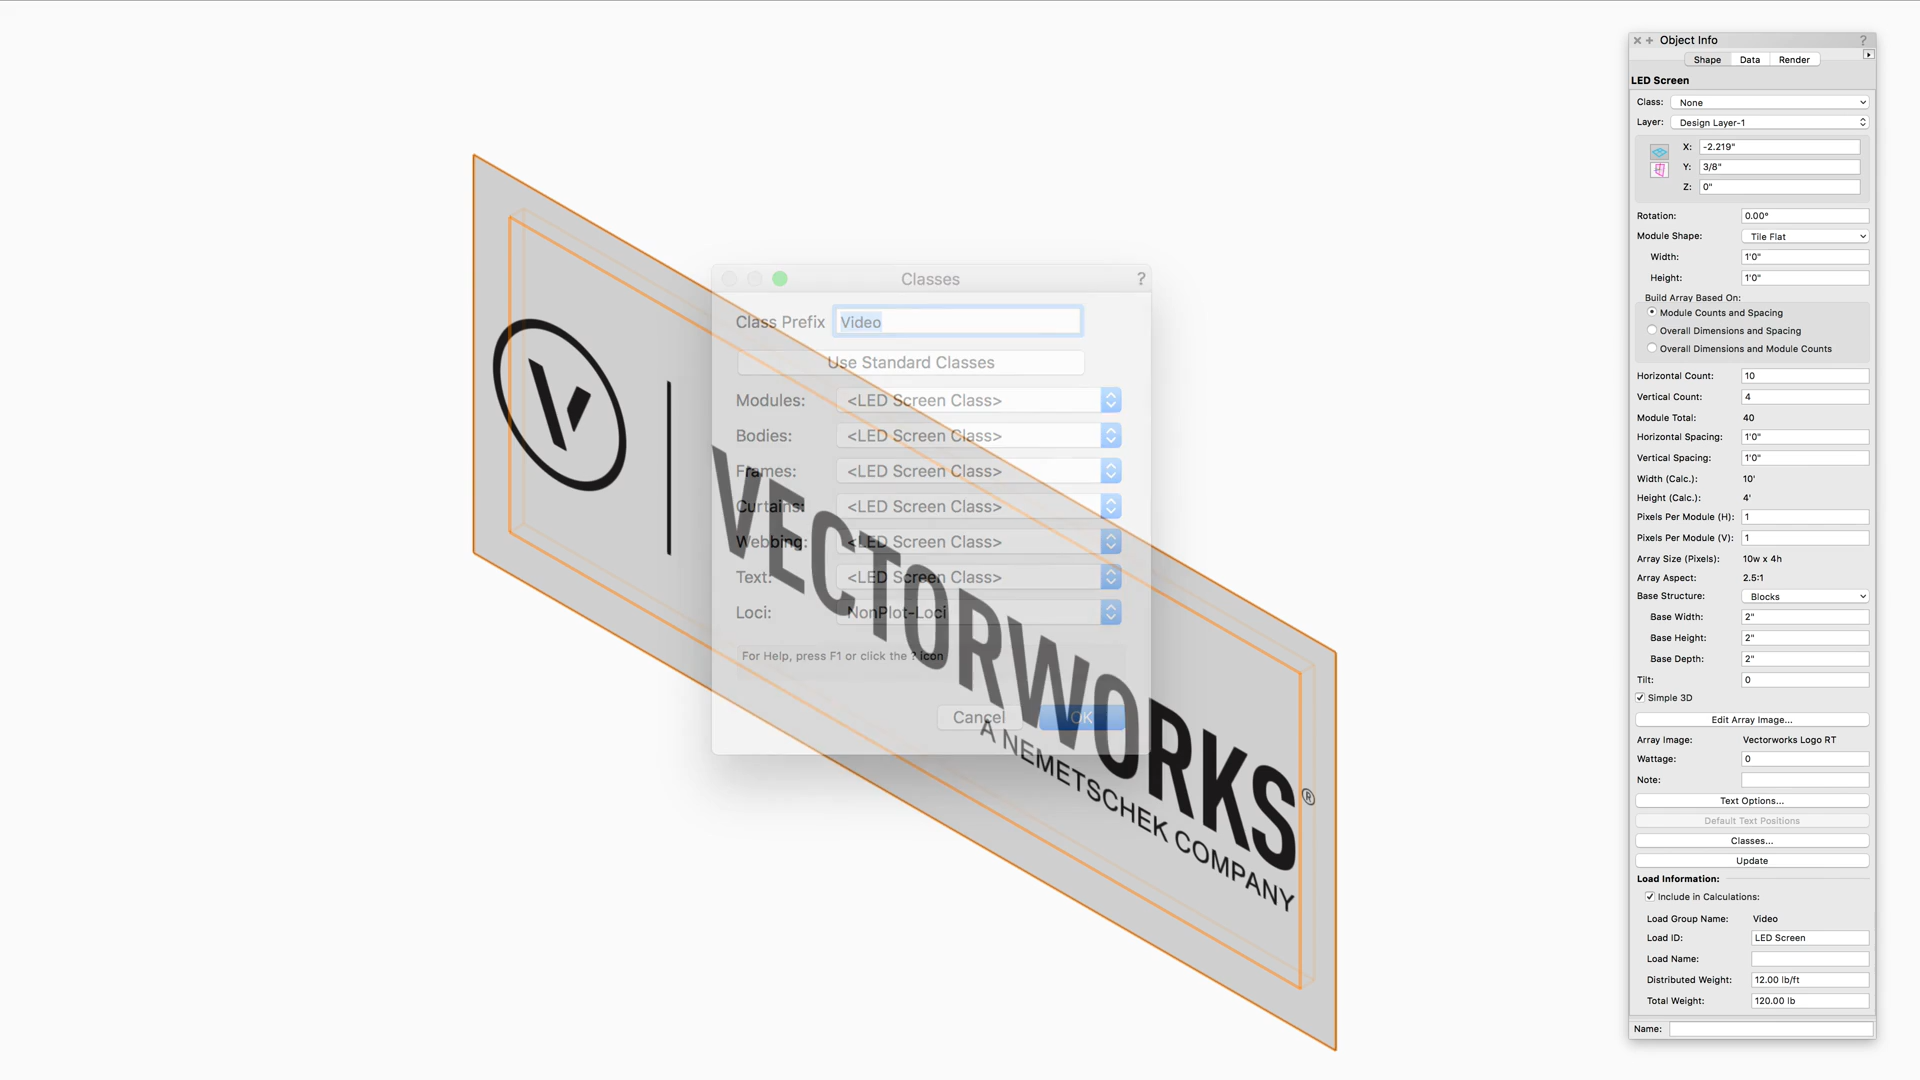 Object Info
?
Shape Data Render
LED Screen
Class: None
Layer: Design Layer-1
X: -2.219"
Y: 3/8"
Z: 0"
Rotation: 0.00°
Module Shape: Tile Flat
Width: 1'0"
Height: 1'0"
Build Array Based On:
Module Counts and Spacing
Overall Dimensions and Spacing
Overall Dimensions and Module Counts
Horizontal Count: 10
Vertical Count: 4
Module Total: 40
Horizontal Spacing: 1'0"
Vertical Spacing: 1'0"
Width (Calc.): 10'
Height (Calc.): 4'
Pixels Per Module (H): 1
Pixels Per Module (V): 1
Array Size (Pixels): 10w x 4h
Array Aspect: 2.5:1
Base Structure: Blocks
Base Width: 2"
Base Height: 2"
Base Depth: 2"
Tilt: 0
Simple 3D
Edit Array Image...
Array Image: Vectorworks Logo RT
Wattage: 0
Note:
Text Options...
Default Text Positions
Classes...
Update
Load Information:
Include in Calculations:
Load Group Name: Video
Load ID: LED Screen
Load Name:
Distributed Weight: 12.00 lb/ft
Total Weight: 120.00 lb
Name:
Classes
?
Class Prefix Video
Use Standard Classes
Modules: <LED Screen Class>
Bodies: <LED Screen Class>
Frames: <LED Screen Class>
Curtains: <LED Screen Class>
Webbing: <LED Screen Class>
Text: <LED Screen Class>
Loci: NonPlot-Loci
For Help, press F1 or click the ? icon
Cancel OK
V
VECTORWORKS®
A NEMETSCHEK COMPANY